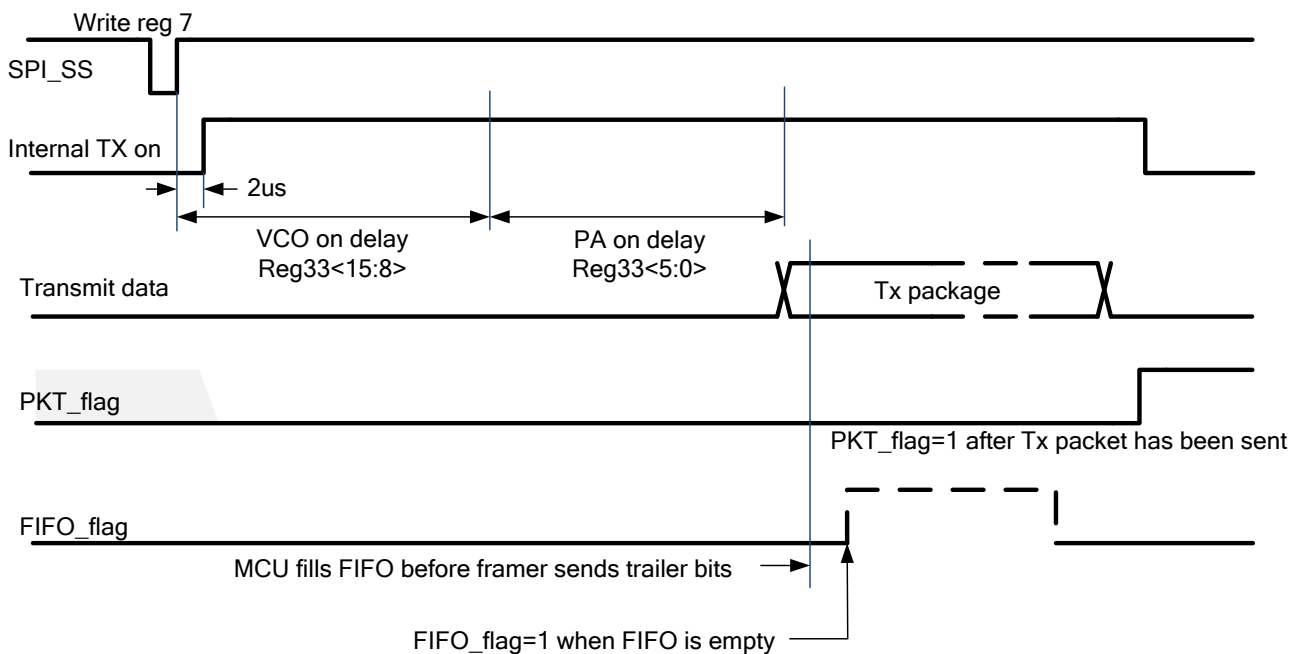 Write reg 7
SPI_SS
Internal TX on
2us
VCO on delay
Reg33<15:8>
PA on delay
Reg33<5:0>
Transmit data
Tx package
PKT_flag
PKT_flag=1 after Tx packet has been sent
FIFO_flag
MCU fills FIFO before framer sends trailer bits
FIFO_flag=1 when FIFO is empty